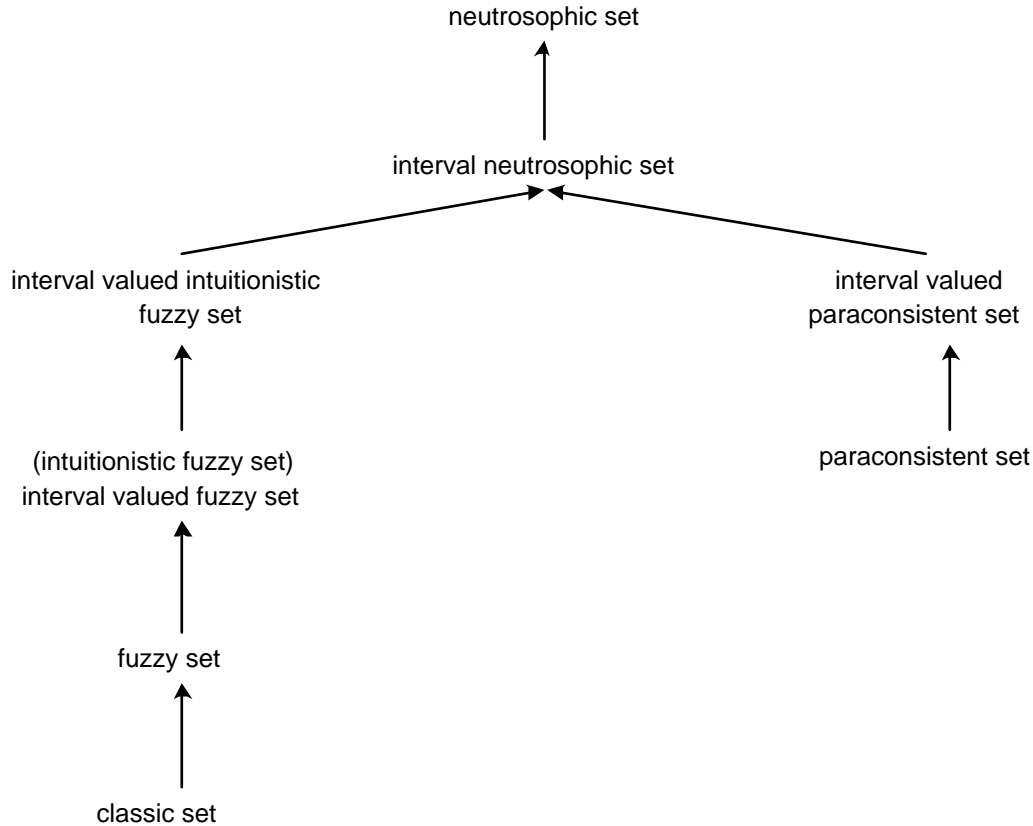 neutrosophic set
interval neutrosophic set
interval valued intuitionistic
fuzzy set
interval valued
paraconsistent set
(intuitionistic fuzzy set)
interval valued fuzzy set
paraconsistent set
fuzzy set
classic set